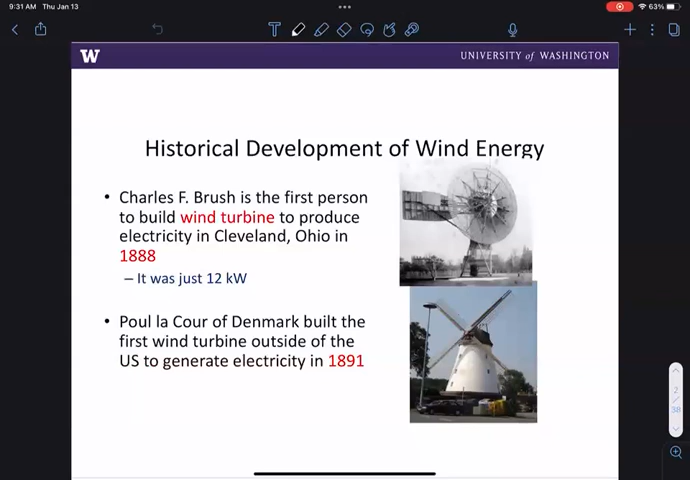 9:31 AM Thu Jan 13
63%
T
W
UNIVERSITY of WASHINGTON
Historical Development of Wind Energy
• Charles F. Brush is the first person
to build wind turbine to produce
electricity in Cleveland, Ohio in
1888
– It was just 12 kW
• Poul la Cour of Denmark built the
first wind turbine outside of the
US to generate electricity in 1891
2
/
38